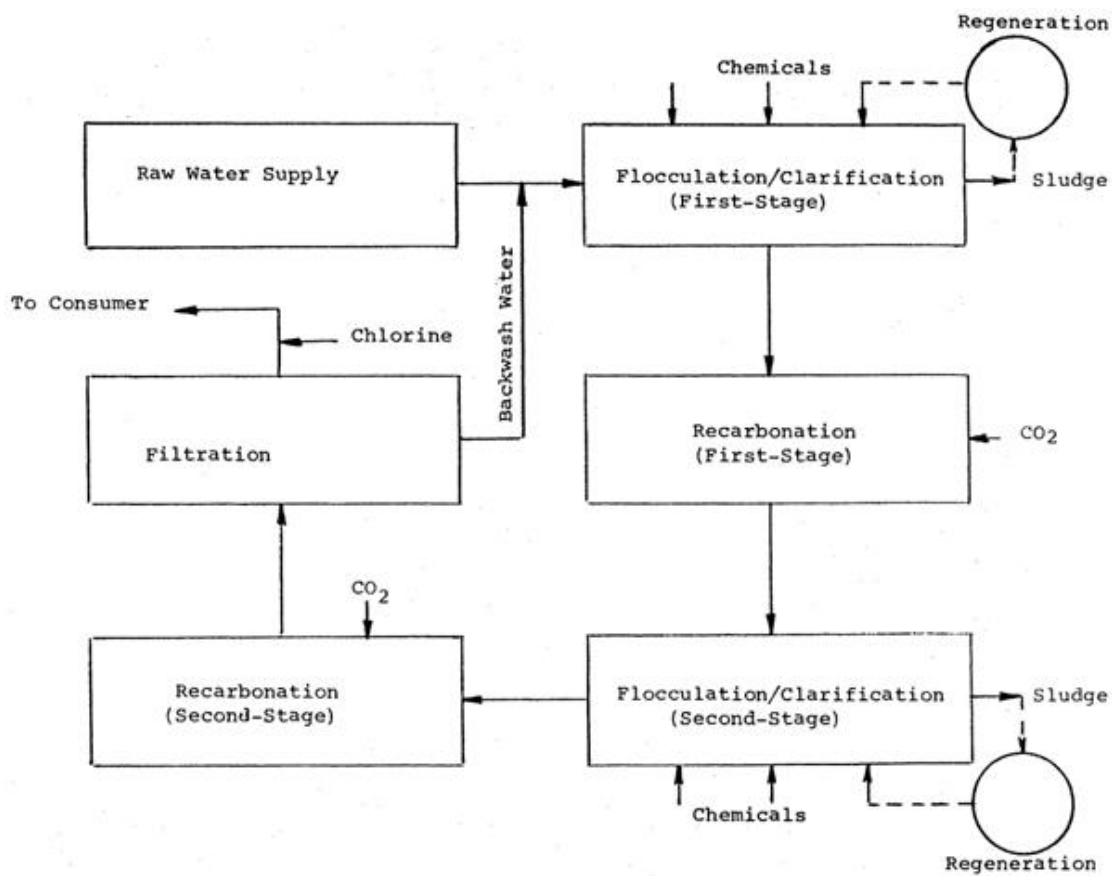 Regeneration
Chemicals
Raw Water Supply
Flocculation/Clarification
(First-Stage)
Sludge
Backwash Water
To Consumer
Chlorine
Filtration
Recarbonation
(First-Stage)
CO2
CO2
Recarbonation
(Second-Stage)
Flocculation/Clarification
(Second-Stage)
Sludge
Chemicals
Regeneration